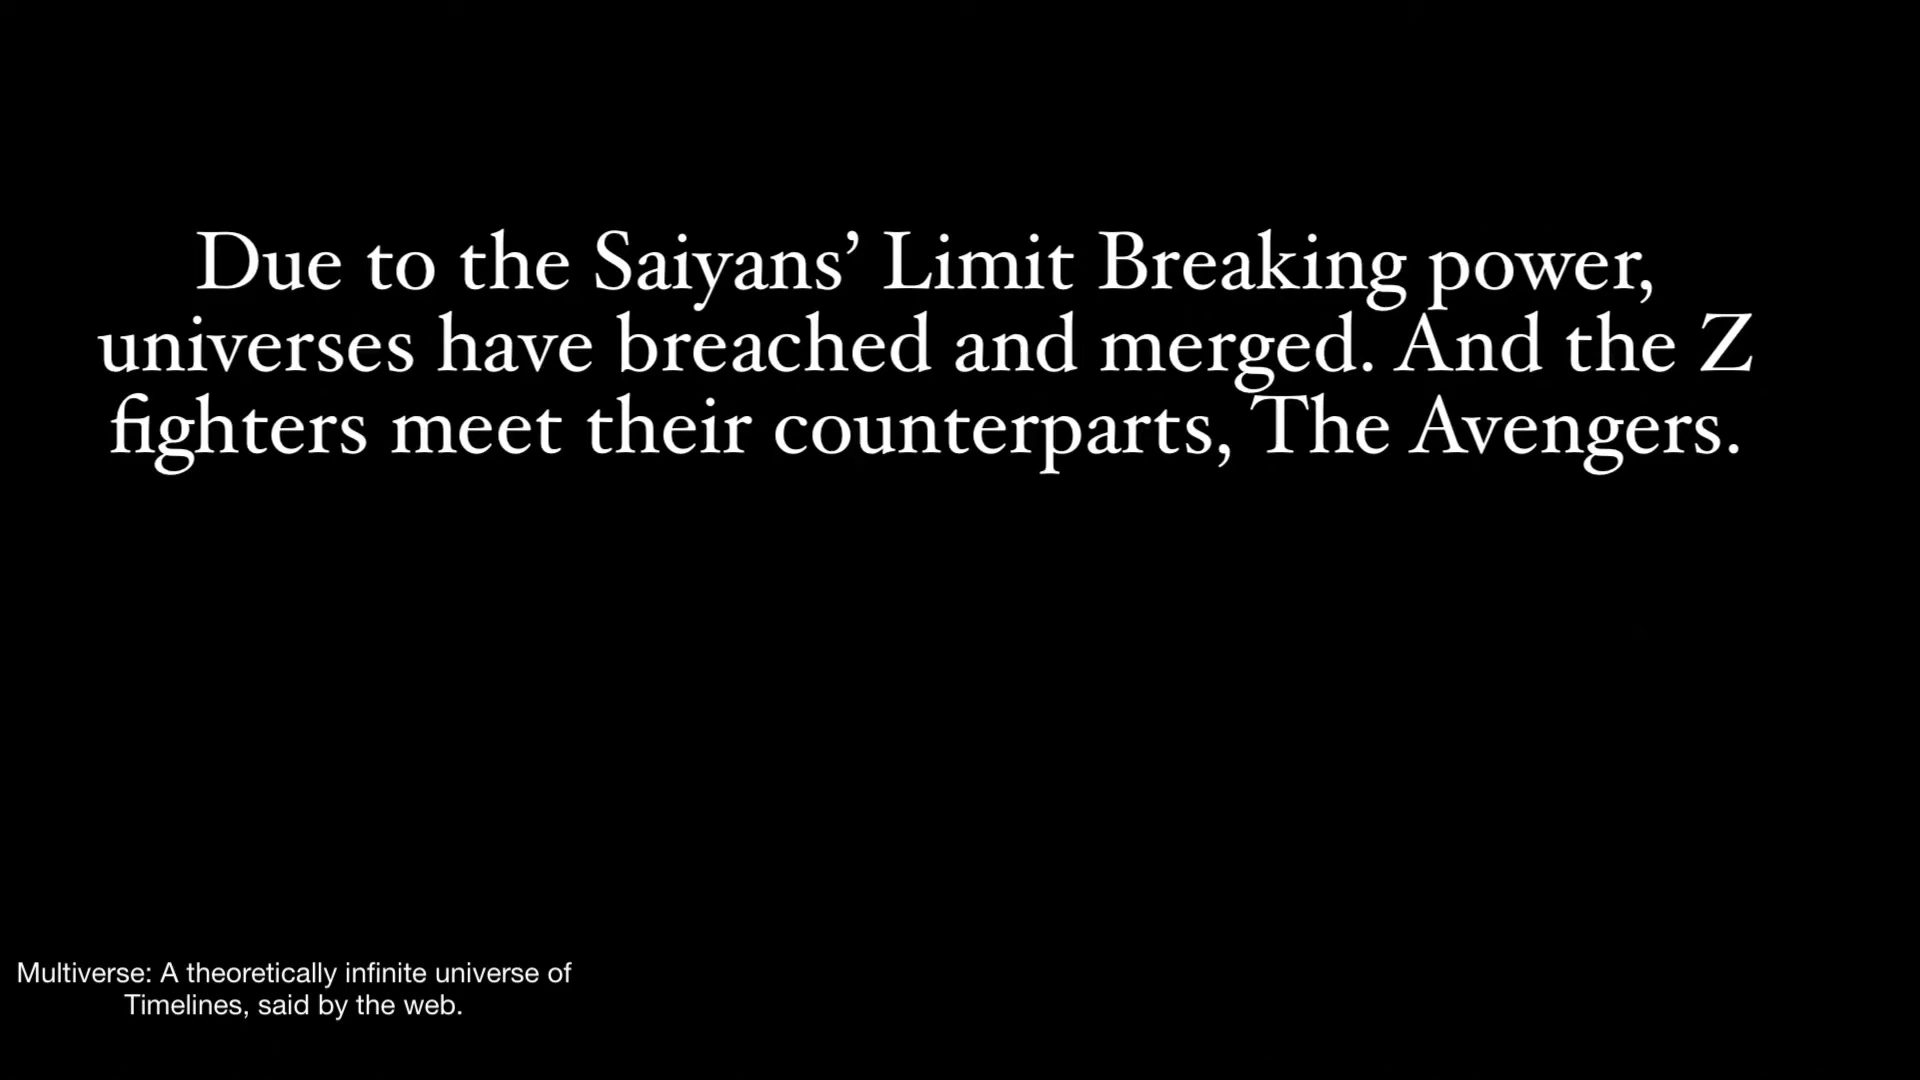 Due to the Saiyans’ Limit Breaking power,
universes have breached and merged. And the Z
fighters meet their counterparts, The Avengers.
Multiverse: A theoretically infinite universe of
Timelines, said by the web.